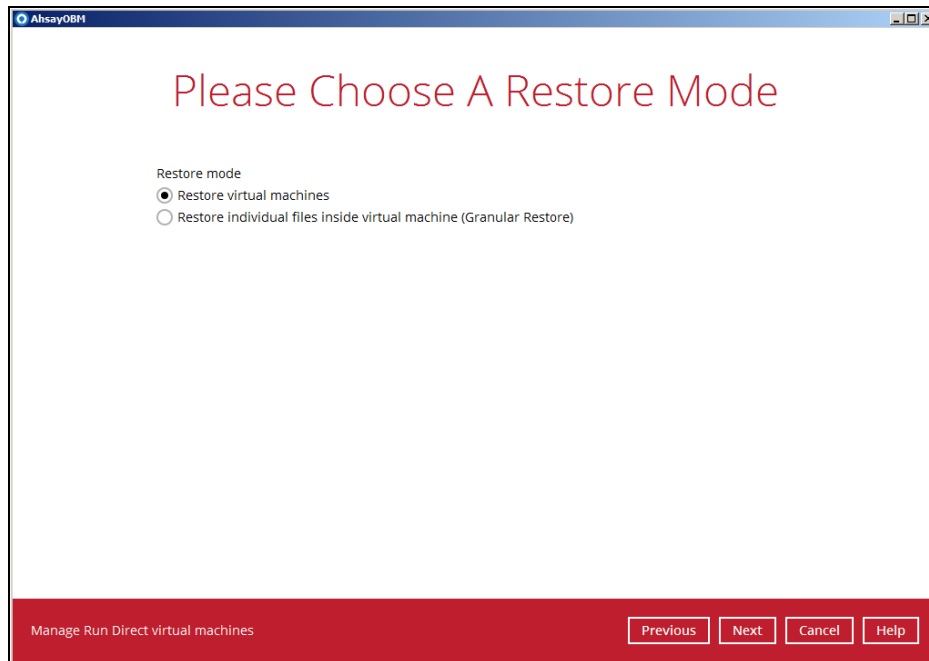 AhsayOBM
Please Choose A Restore Mode
Restore mode
Restore virtual machines
Restore individual files inside virtual machine (Granular Restore)
Manage Run Direct virtual machines
Previous
Next
Cancel
Help